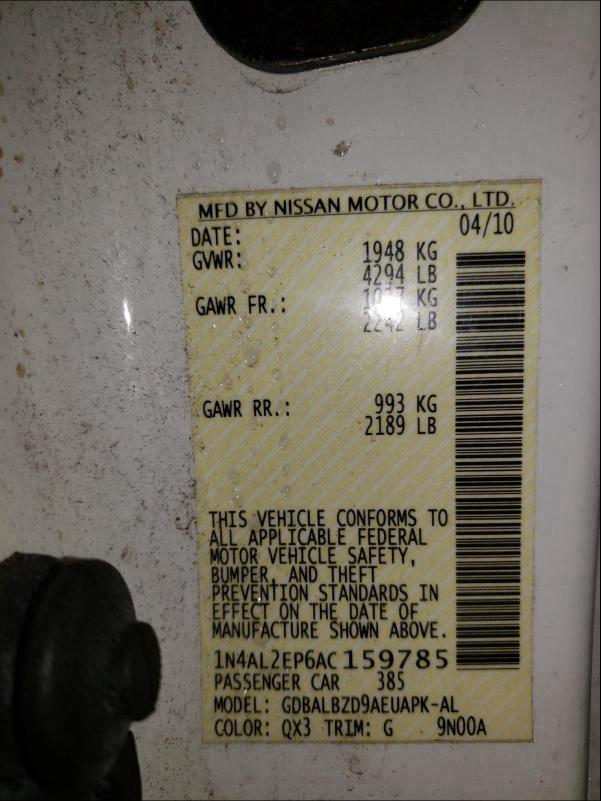 MFD BY NISSAN MOTOR CO., LTD.
DATE: 04/10
GVWR: 1948 KG
4294 LB
GAWR FR.: KG
2242 LB
GAWR RR.: 993 KG
2189 LB
THIS VEHICLE CONFORMS TO
ALL APPLICABLE FEDERAL
MOTOR VEHICLE SAFETY,
BUMPER, AND THEFT
PREVENTION STANDARDS IN
EFFECT ON THE DATE OF
MANUFACTURE SHOWN ABOVE.
1N4AL2EP6AC159785
PASSENGER CAR 385
MODEL: GDBALBZD9AEUAPK-AL
COLOR: QX3 TRIM: G 9N00A